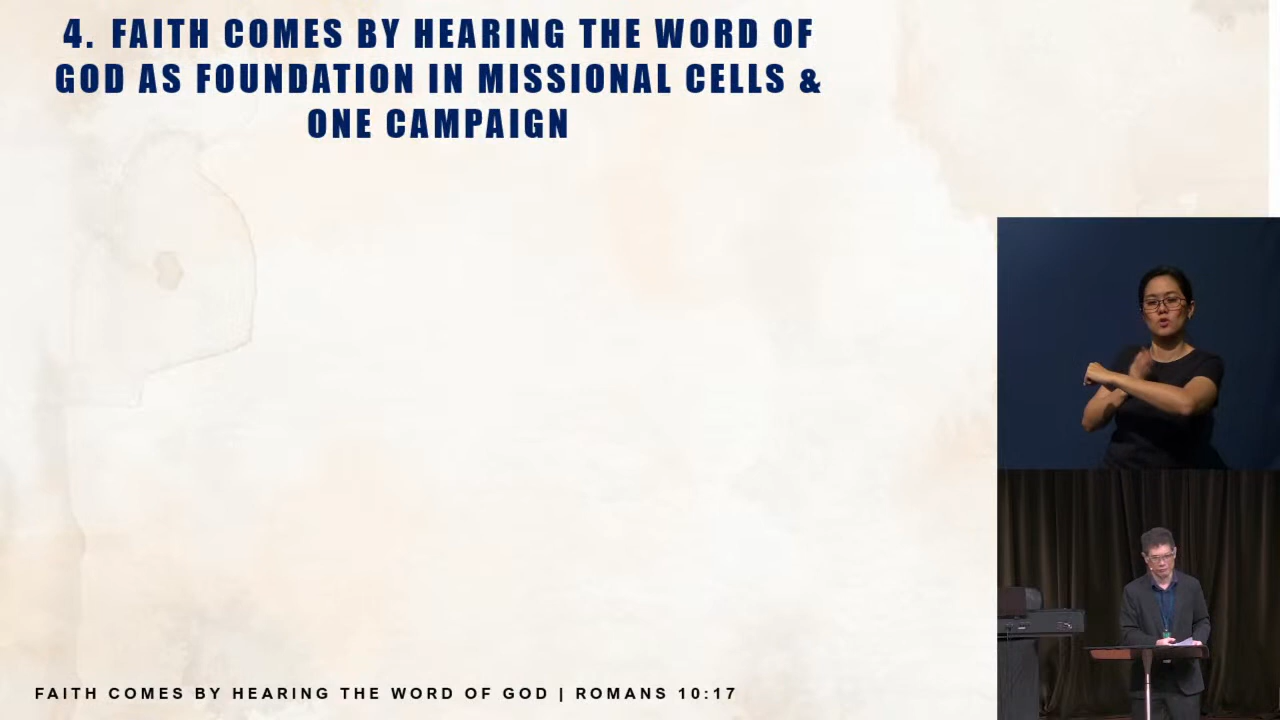 4. FAITH COMES BY HEARING THE WORD OF
GOD AS FOUNDATION IN MISSIONAL CELLS &
ONE CAMPAIGN
FAITH COMES BY HEARING THE WORD OF GOD | ROMANS 10:17